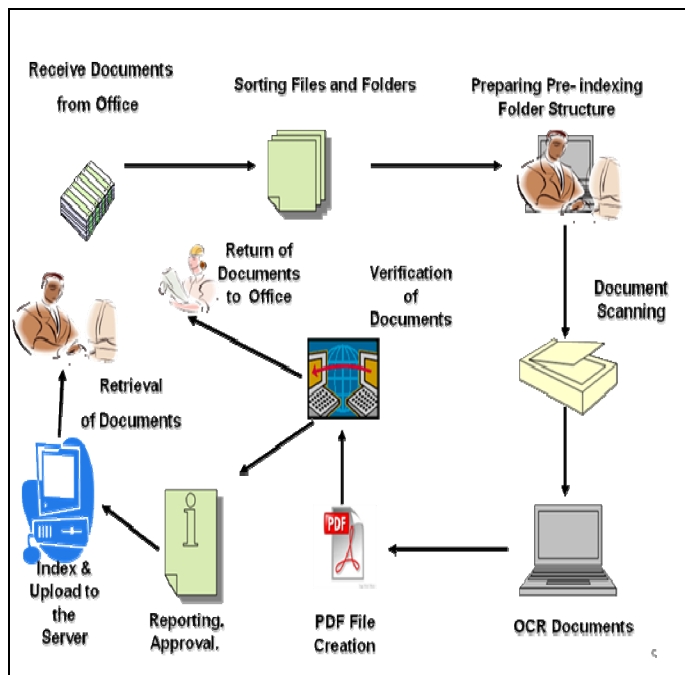 Receive Documents
from Office
Sorting Files and Folders
Preparing Pre- indexing
Folder Structure
Return of
Documents
to Office
Verification
of
Documents
Document
Scanning
Retrieval
of Documents
i
PDF
Index &
Upload to
the
Server
Reporting.
Approval.
PDF File
Creation
OCR Documents